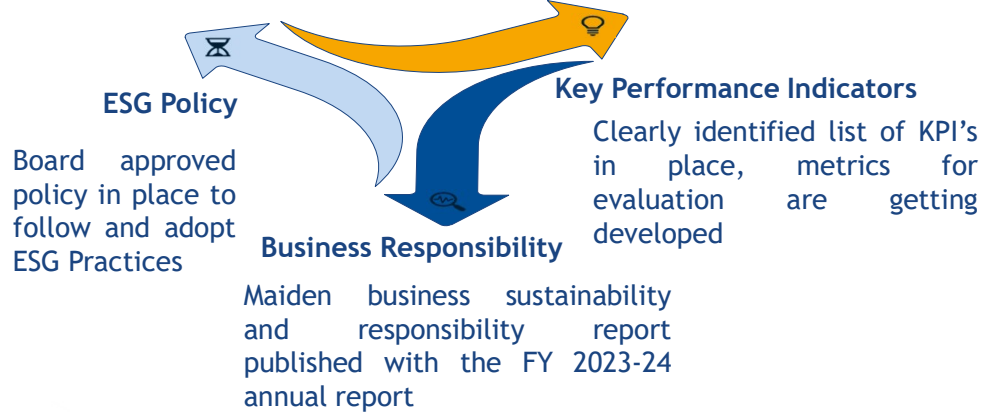 ESG Policy
Board approved
policy in place to
follow and adopt
ESG Practices
Key Performance Indicators
Clearly identified list of KPI's
in place, metrics for
evaluation are getting
developed
Business Responsibility
Maiden business sustainability
and responsibility report
published with the FY 2023-24
annual report